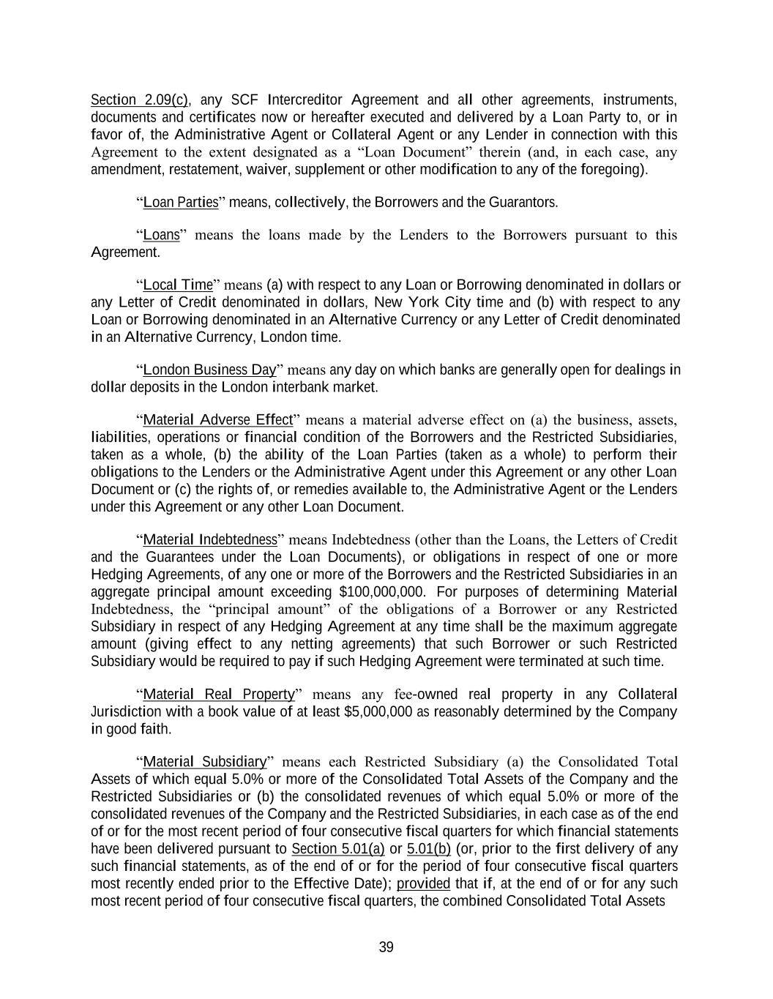 Section 2.09(c), any SCF Intercreditor Agreement and all other agreements, instruments,
documents and certificates now or hereafter executed and delivered by a Loan Party to, or in
favor of, the Administrative Agent or Collateral Agent or any Lender in connection with this
Agreement to the extent designated as a “Loan Document” therein (and, in each case, any
amendment, restatement, waiver, supplement or other modification to any of the foregoing).
“Loan Parties” means, collectively, the Borrowers and the Guarantors.
“Loans” means the loans made by the Lenders to the Borrowers pursuant to this
Agreement.
“Local Time” means (a) with respect to any Loan or Borrowing denominated in dollars or
any Letter of Credit denominated in dollars, New York City time and (b) with respect to any
Loan or Borrowing denominated in an Alternative Currency or any Letter of Credit denominated
in an Alternative Currency, London time.
“London Business Day” means any day on which banks are generally open for dealings in
dollar deposits in the London interbank market.
“Material Adverse Effect” means a material adverse effect on (a) the business, assets,
liabilities, operations or financial condition of the Borrowers and the Restricted Subsidiaries,
taken as a whole, (b) the ability of the Loan Parties (taken as a whole) to perform their
obligations to the Lenders or the Administrative Agent under this Agreement or any other Loan
Document or (c) the rights of, or remedies available to, the Administrative Agent or the Lenders
under this Agreement or any other Loan Document.
“Material Indebtedness” means Indebtedness (other than the Loans, the Letters of Credit
and the Guarantees under the Loan Documents), or obligations in respect of one or more
Hedging Agreements, of any one or more of the Borrowers and the Restricted Subsidiaries in an
aggregate principal amount exceeding $100,000,000. For purposes of determining Material
Indebtedness, the “principal amount” of the obligations of a Borrower or any Restricted
Subsidiary in respect of any Hedging Agreement at any time shall be the maximum aggregate
amount (giving effect to any netting agreements) that such Borrower or such Restricted
Subsidiary would be required to pay if such Hedging Agreement were terminated at such time.
“Material Real Property” means any fee-owned real property in any Collateral
Jurisdiction with a book value of at least $5,000,000 as reasonably determined by the Company
in good faith.
“Material Subsidiary” means each Restricted Subsidiary (a) the Consolidated Total
Assets of which equal 5.0% or more of the Consolidated Total Assets of the Company and the
Restricted Subsidiaries or (b) the consolidated revenues of which equal 5.0% or more of the
consolidated revenues of the Company and the Restricted Subsidiaries, in each case as of the end
of or for the most recent period of four consecutive fiscal quarters for which financial statements
have been delivered pursuant to Section 5.01(a) or 5.01(b) (or, prior to the first delivery of any
such financial statements, as of the end of or for the period of four consecutive fiscal quarters
most recently ended prior to the Effective Date); provided that if, at the end of or for any such
most recent period of four consecutive fiscal quarters, the combined Consolidated Total Assets
39